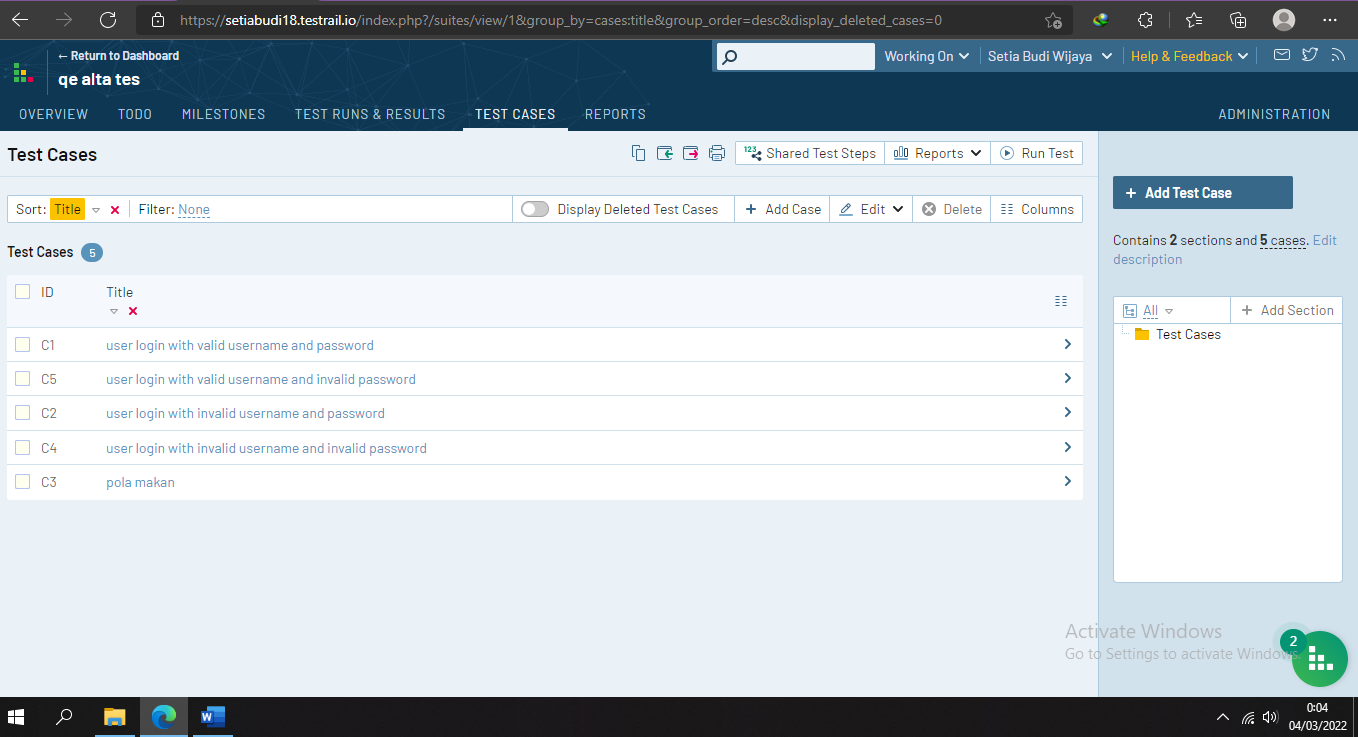 https://setiabudi18.testrail.io/index.php?/suites/view/1&group_by=cases:title&group_order=desc&display_deleted_cases=0
← Return to Dashboard
qe alta tes
Working On
Setia Budi Wijaya
Help & Feedback
OVERVIEW TODO MILESTONES TEST RUNS & RESULTS TEST CASES REPORTS ADMINISTRATION
Test Cases
Shared Test Steps Reports Run Test
+ Add Test Case
Sort: Title Filter: None Display Deleted Test Cases + Add Case Edit Delete Columns
Contains 2 sections and 5 cases. Edit
description
Test Cases 5
ID Title
All + Add Section
Test Cases
C1 user login with valid username and password
C5 user login with valid username and invalid password
C2 user login with invalid username and password
C4 user login with invalid username and invalid password
C3 pola makan
Activate Windows
Go to Settings to activate Windows.
2
0:04
04/03/2022